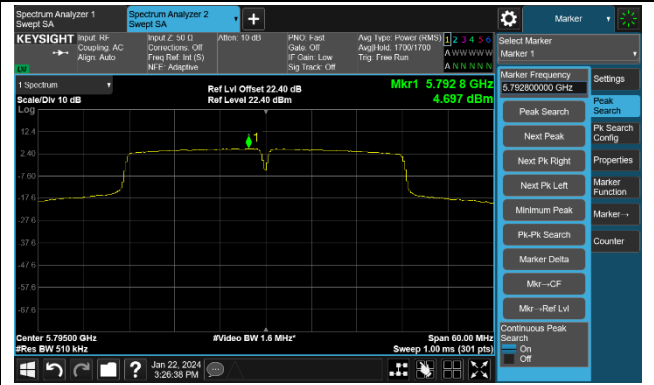 Spectrum Analyzer 1
Swept SA
Spectrum Analyzer 2
Swept SA
Marker
KEYSIGHT
Input: RF
Coupling: AC
Align: Auto
Input Z: 50 Ω
Corrections: Off
Freq Ref: Int (S)
NFE: Adaptive
Atten: 10 dB
PNO: Fast
Gate: Off
IF Gain: Low
Sig Track: Off
Avg Type: Power (RMS)
Avg|Hold: 1700/1700
Trig: Free Run
1 2 3 4 5 6
A W W W W W
A N N N N N
Select Marker
Marker 1
1 Spectrum
Scale/Div 10 dB
Log
Ref Lvl Offset 22.40 dB
Ref Level 22.40 dBm
Mkr1 5.792 8 GHz
4.697 dBm
12.4
2.40
-7.60
-17.6
-27.6
-37.6
-47.6
-57.6
-67.6
1
Center 5.79500 GHz
#Res BW 510 kHz
#Video BW 1.6 MHz*
Span 60.00 MHz
Sweep 1.00 ms (301 pts)
Marker Frequency
5.792800000 GHz
Peak Search
Next Peak
Next Pk Right
Next Pk Left
Minimum Peak
Pk-Pk Search
Marker Delta
Mkr→CF
Mkr→Ref Lvl
Continuous Peak
Search
On
Off
Settings
Peak
Search
Pk Search
Config
Properties
Marker
Function
Marker→
Counter
?
Jan 22, 2024
3:26:38 PM